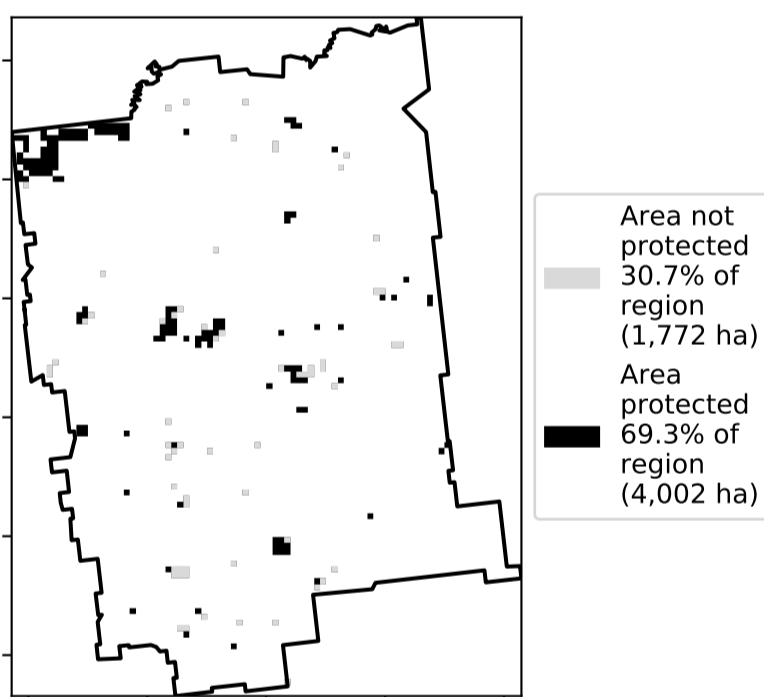 Area not
protected
30.7% of
region
(1,772 ha)
Area
protected
69.3% of
region
(4,002 ha)